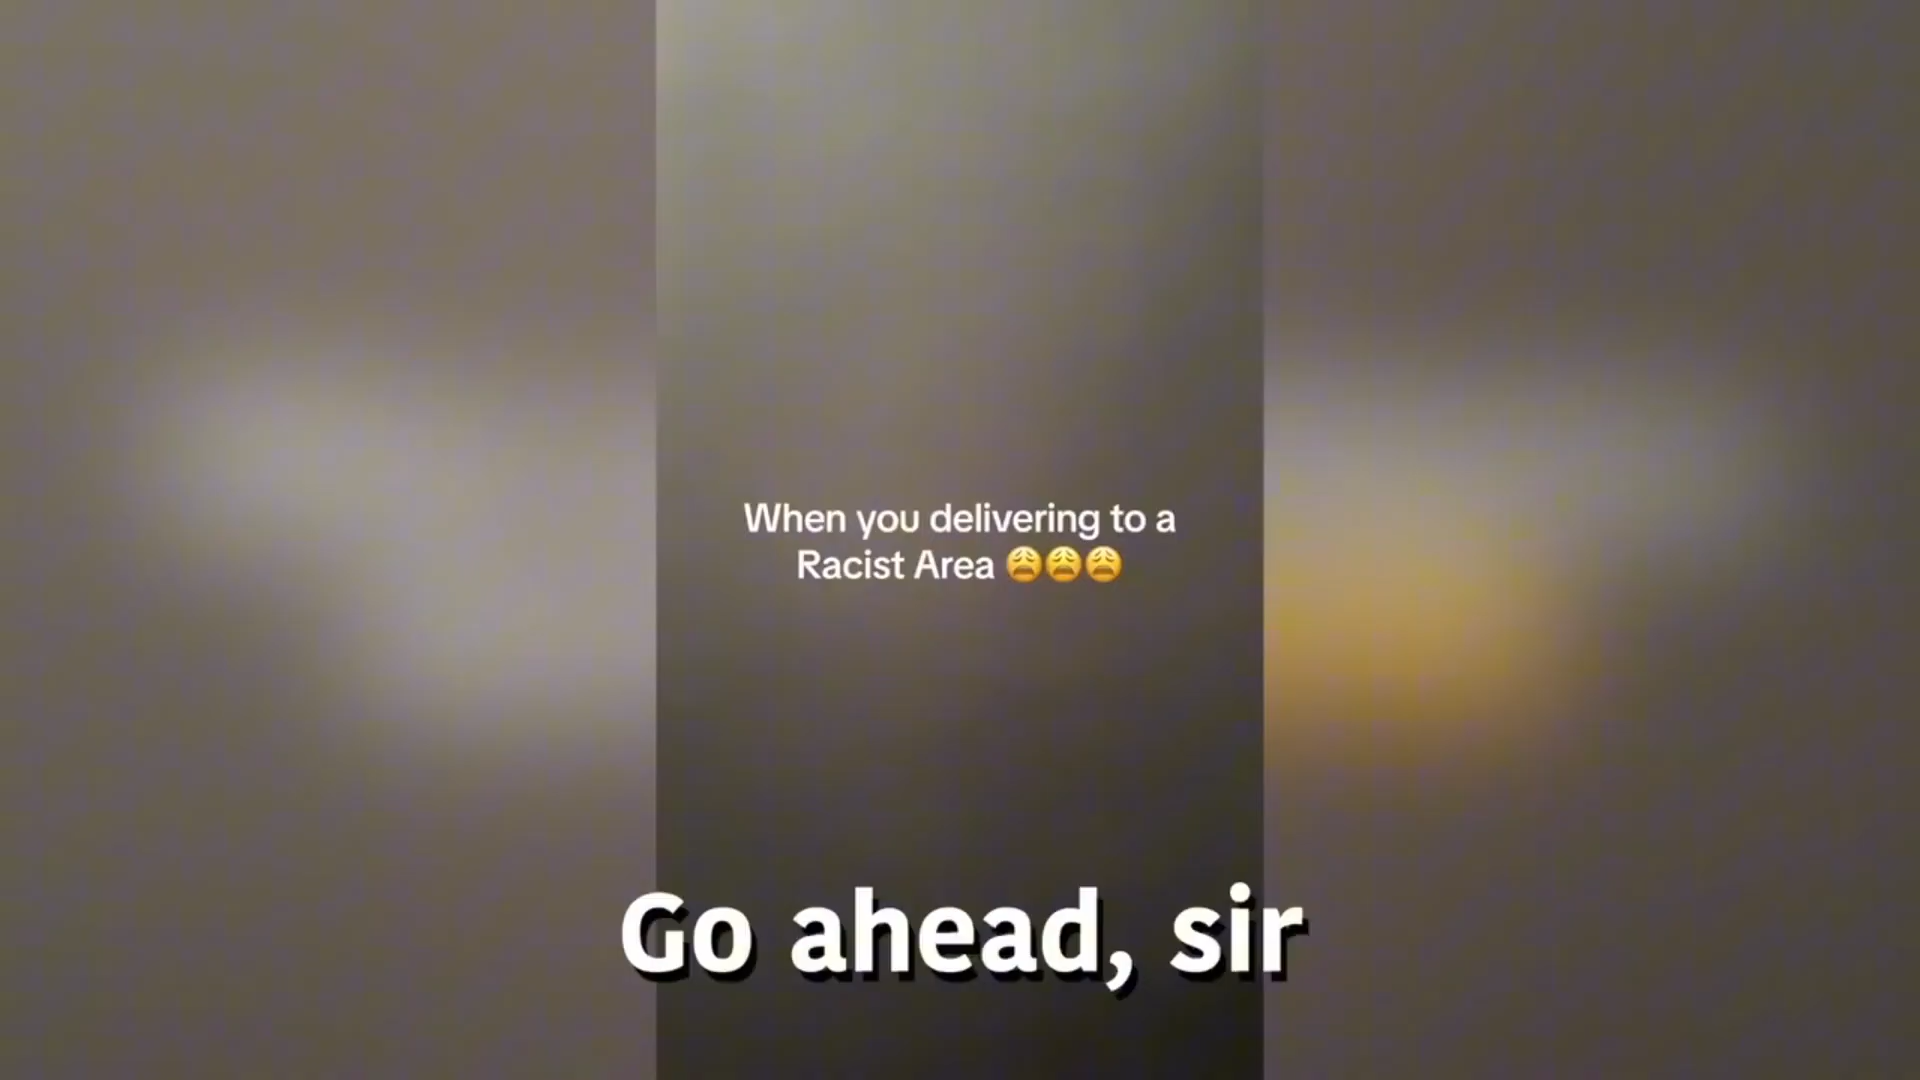 When you delivering to a
Racist Area 😩😩😩
Go ahead, sir